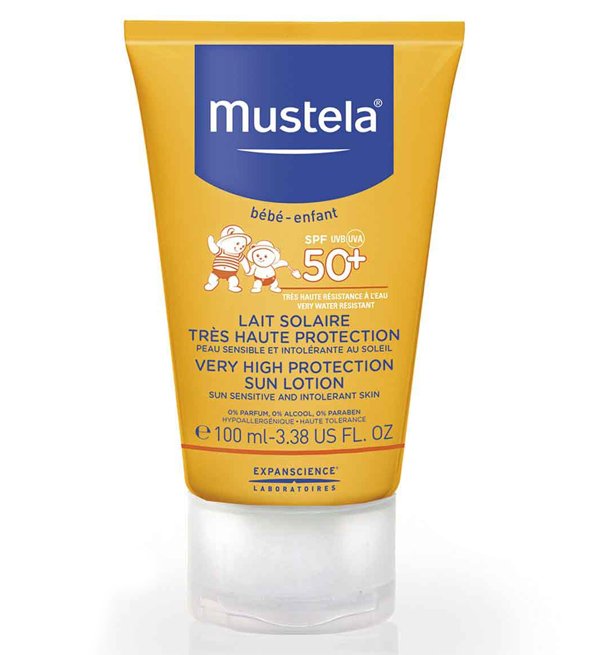 Mustela®
bébé-enfant
SPF UVB UVA
50+
TRÈS HAUTE RÉSISTANCE À L'EAU
VERY WATER RESISTANT
LAIT SOLAIRE
TRÈS HAUTE PROTECTION
PEAU SENSIBLE ET INTOLÉRANTE AU SOLEIL
VERY HIGH PROTECTION
SUN LOTION
SUN SENSITIVE AND INTOLERANT SKIN
0% PARFUM, 0% ALCOOL, 0% PARABEN
HYPOALLERGÉNIQUE • HAUTE TOLÉRANCE
℮ 100 ml-3.38 US FL. OZ
EXPANSCIENCE®
LABORATOIRES